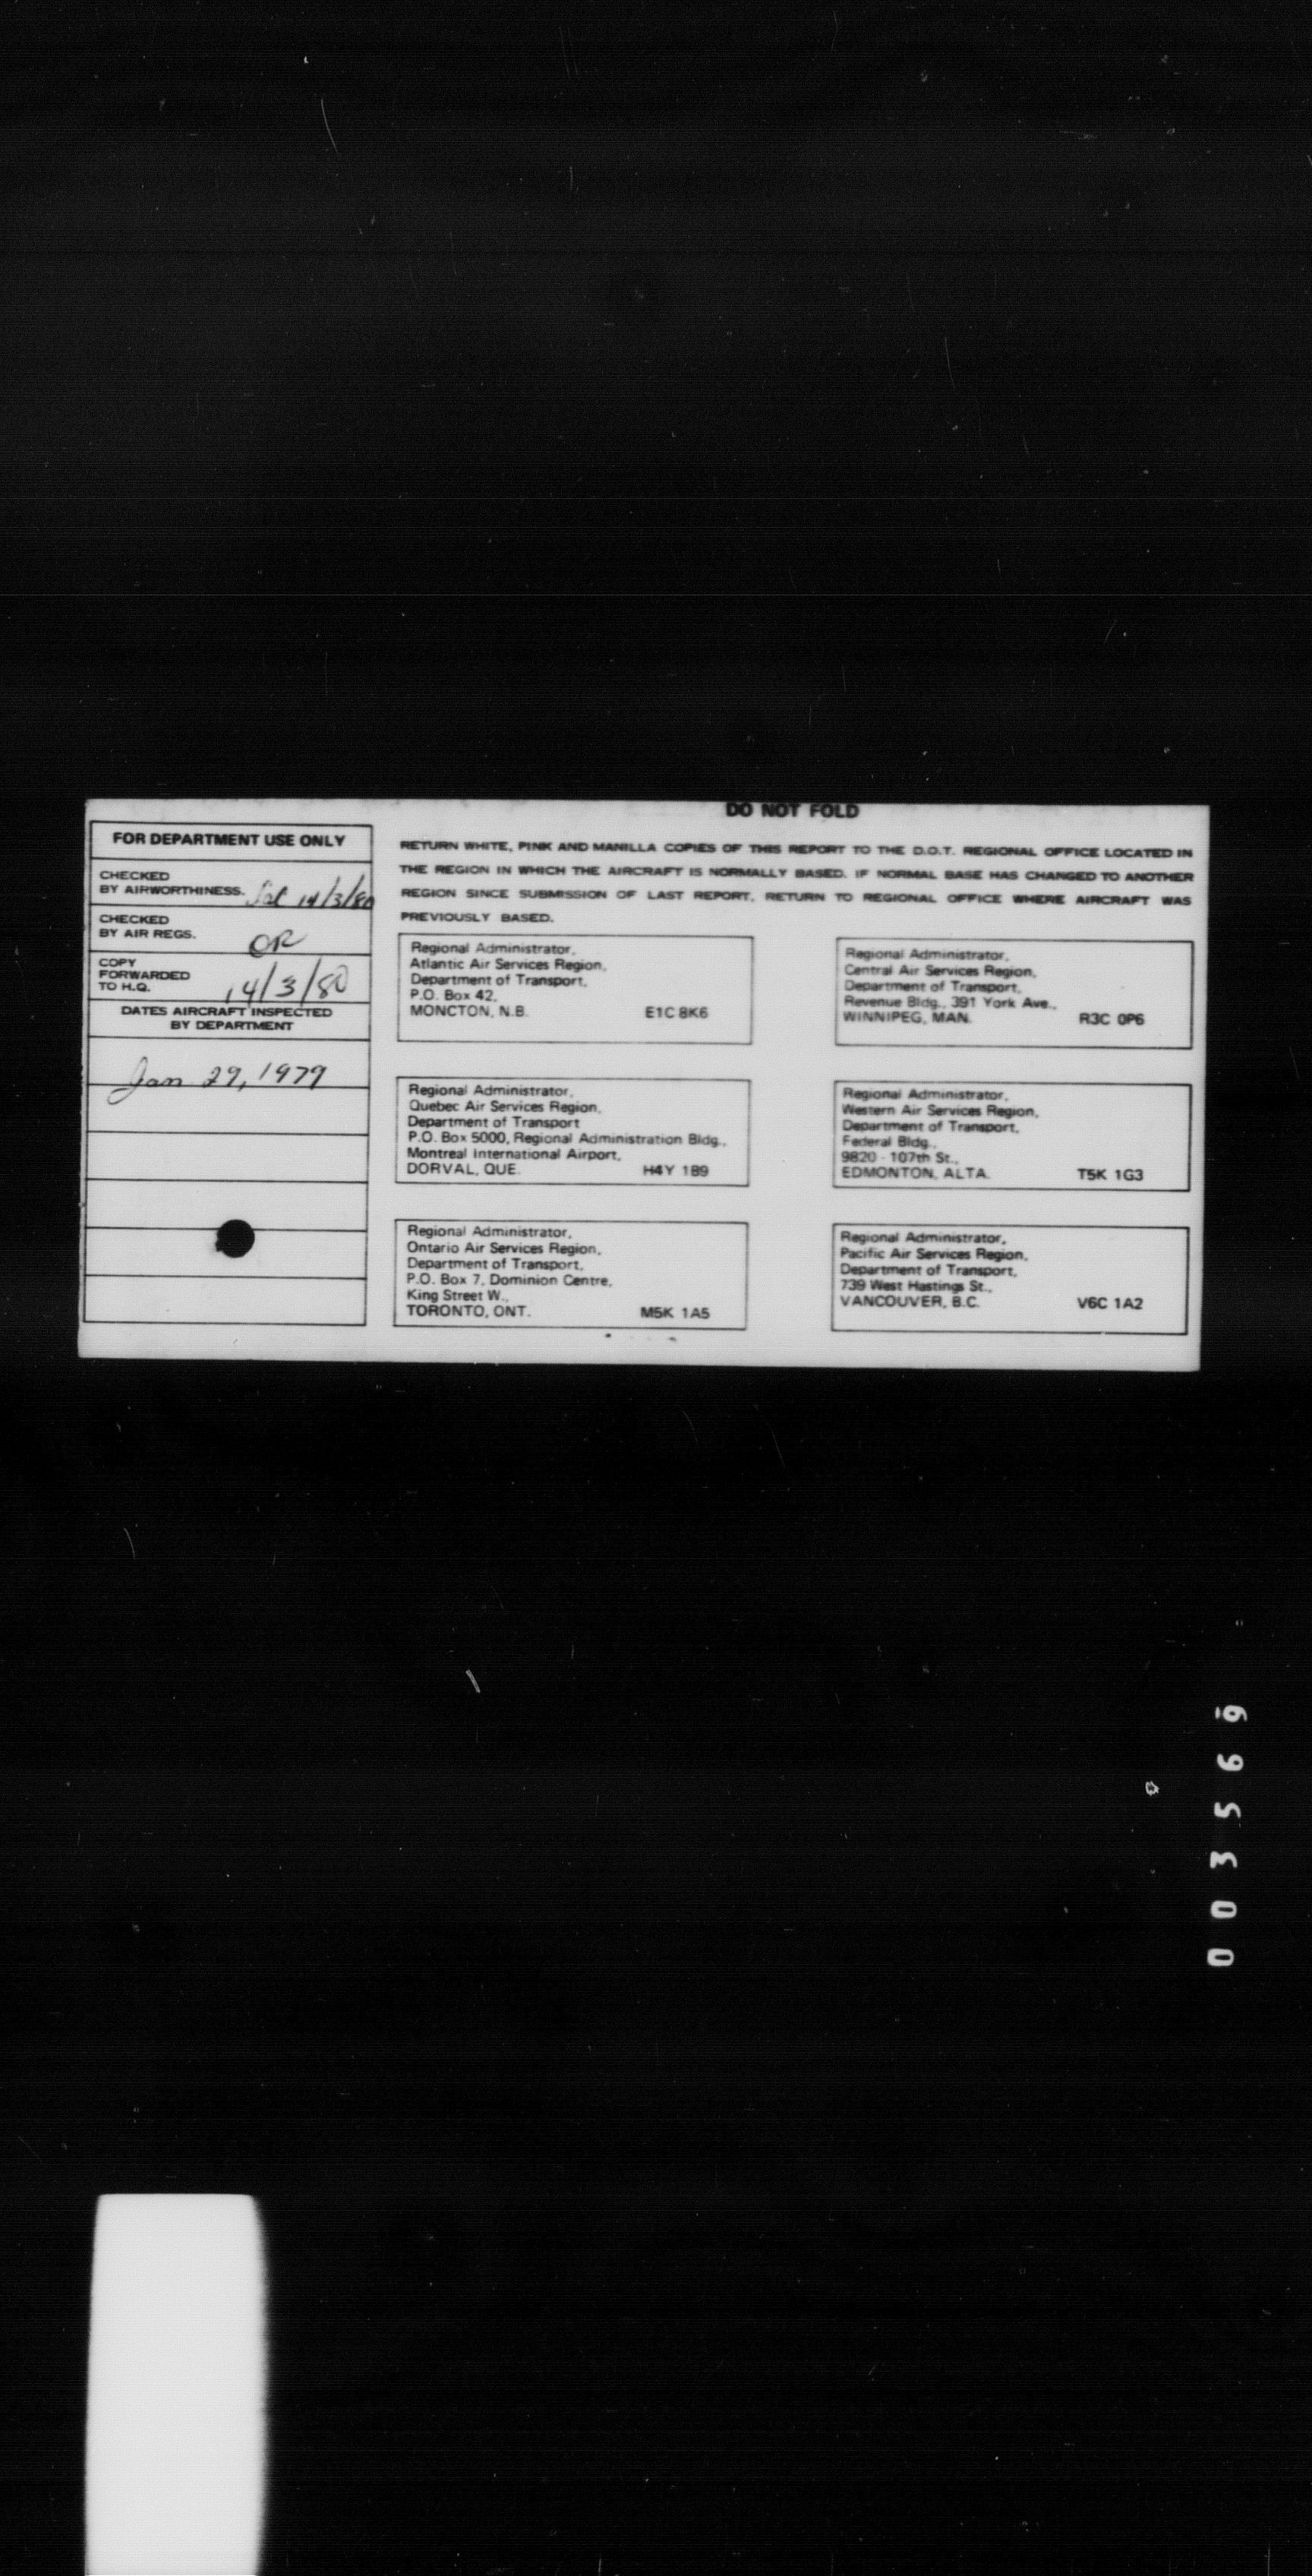 DO NOT FOLD
FOR DEPARTMENT USE ONLY
CHECKED
BY AIRWORTHINESS. 14/3/80
CHECKED
BY AIR REGS. OR
COPY
FORWARDED
TO H.Q. 14/3/80
DATES AIRCRAFT INSPECTED
BY DEPARTMENT
Jan 29, 1979
RETURN WHITE, PINK AND MANILLA COPIES OF THIS REPORT TO THE D.O.T. REGIONAL OFFICE LOCATED IN
THE REGION IN WHICH THE AIRCRAFT IS NORMALLY BASED. IF NORMAL BASE HAS CHANGED TO ANOTHER
REGION SINCE SUBMISSION OF LAST REPORT, RETURN TO REGIONAL OFFICE WHERE AIRCRAFT WAS
PREVIOUSLY BASED.
Regional Administrator,
Atlantic Air Services Region,
Department of Transport,
P.O. Box 42,
MONCTON, N.B. E1C 8K6
Regional Administrator,
Central Air Services Region,
Department of Transport,
Revenue Bldg., 391 York Ave.,
WINNIPEG, MAN. R3C 0P6
Regional Administrator,
Quebec Air Services Region,
Department of Transport
P.O. Box 5000, Regional Administration Bldg.,
Montreal International Airport,
DORVAL, QUE. H4Y 1B9
Regional Administrator,
Western Air Services Region,
Department of Transport,
Federal Bldg.,
9820 - 107th St.,
EDMONTON, ALTA. T5K 1G3
Regional Administrator,
Ontario Air Services Region,
Department of Transport,
P.O. Box 7, Dominion Centre,
King Street W.,
TORONTO, ONT. M5K 1A5
Regional Administrator,
Pacific Air Services Region,
Department of Transport,
739 West Hastings St.,
VANCOUVER, B.C. V6C 1A2
003569